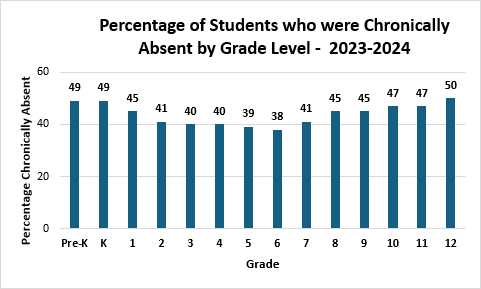 Percentage of Students who were Chronically
Absent by Grade Level - 2023-2024
Percentage Chronically Absent
60
40
20
0
49 49 45 41 40 40 39 38 41 45 45 47 47 50
Pre-K K 1 2 3 4 5 6 7 8 9 10 11 12
Grade